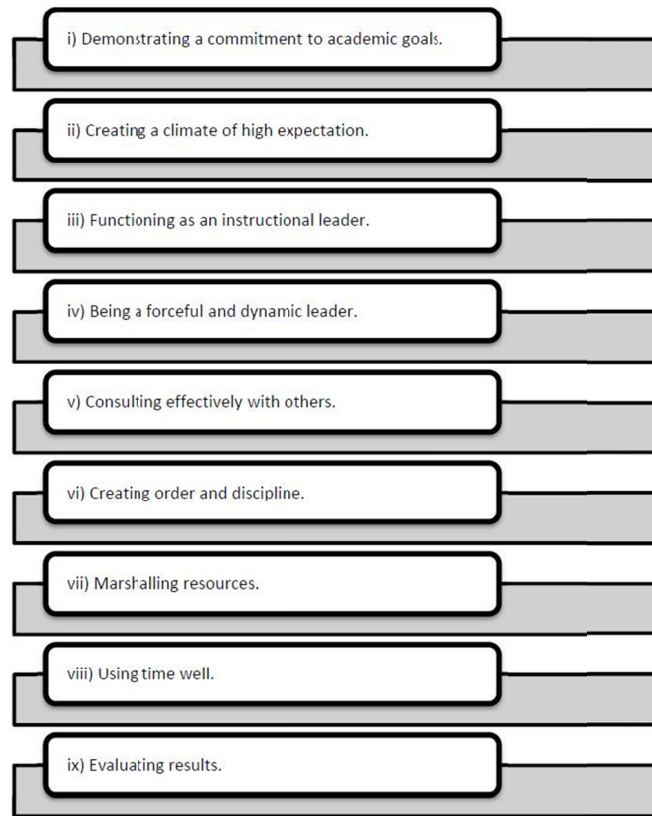 i) Demonstrating a commitment to academic goals.
ii) Creating a climate of high expectation.
iii) Functioning as an instructional leader.
iv) Being a forceful and dynamic leader.
v) Consulting effectively with others.
vi) Creating order and discipline.
vii) Marshalling resources.
viii) Using time well.
ix) Evaluating results.